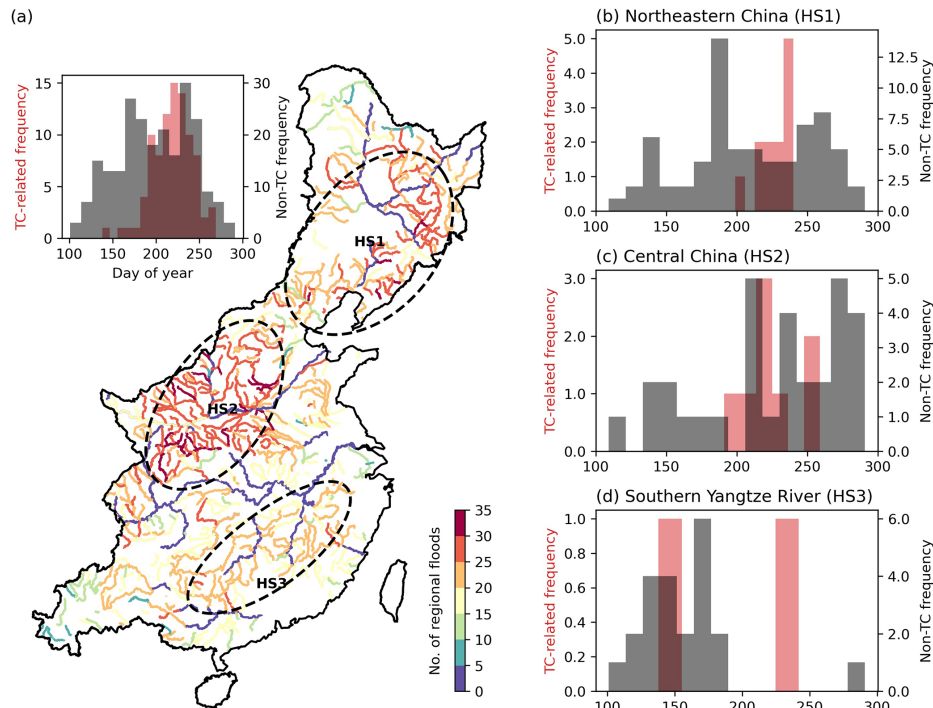 (a)
15
10
5
0
TC-related frequency
30
20
10
0
Non-TC frequency
100 150 200 250 300
Day of year
HS1
HS2
HS3
35
30
25
20
15
10
5
0
No. of regional floods
(b) Northeastern China (HS1)
5.0
4.0
3.0
2.0
1.0
0.0
TC-related frequency
12.5
10.0
7.5
5.0
2.5
0.0
Non-TC frequency
(c) Central China (HS2)
3.0
2.0
1.0
0.0
TC-related frequency
5.0
4.0
3.0
2.0
1.0
0.0
Non-TC frequency
100 150 200 250 300
(d) Southern Yangtze River (HS3)
1.0
0.8
0.6
0.4
0.2
0.0
TC-related frequency
6.0
4.0
2.0
0.0
Non-TC frequency
100 150 200 250 300